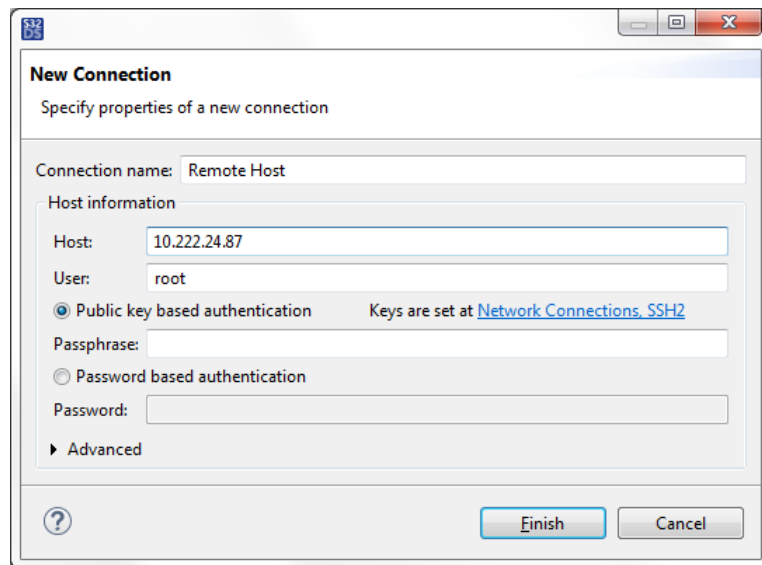 S32
DS
New Connection
Specify properties of a new connection
Connection name: Remote Host
Host information
Host: 10.222.24.87
User: root
Public key based authentication Keys are set at Network Connections, SSH2
Passphrase:
Password based authentication
Password:
Advanced
? Finish Cancel